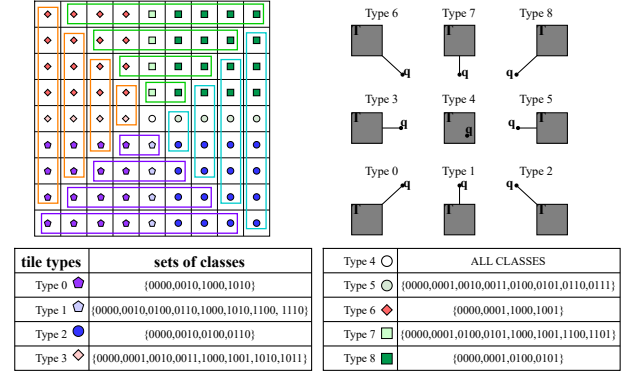 Type 6 Type 7 Type 8
T T T
q q q
Type 3 Type 4 Type 5
T q T q q T
Type 0 Type 1 Type 2
q q q
T T T
tile types sets of classes
Type 0 {0000,0010,1000,1010}
Type 1 {0000,0010,0100,0110,1000,1010,1100, 1110}
Type 2 {0000,0010,0100,0110}
Type 3 {0000,0001,0010,0011,1000,1001,1010,1011}
Type 4 ALL CLASSES
Type 5 {0000,0001,0010,0011,0100,0101,0110,0111}
Type 6 {0000,0001,1000,1001}
Type 7 {0000,0001,0100,0101,1000,1001,1100,1101}
Type 8 {0000,0001,0100,0101}